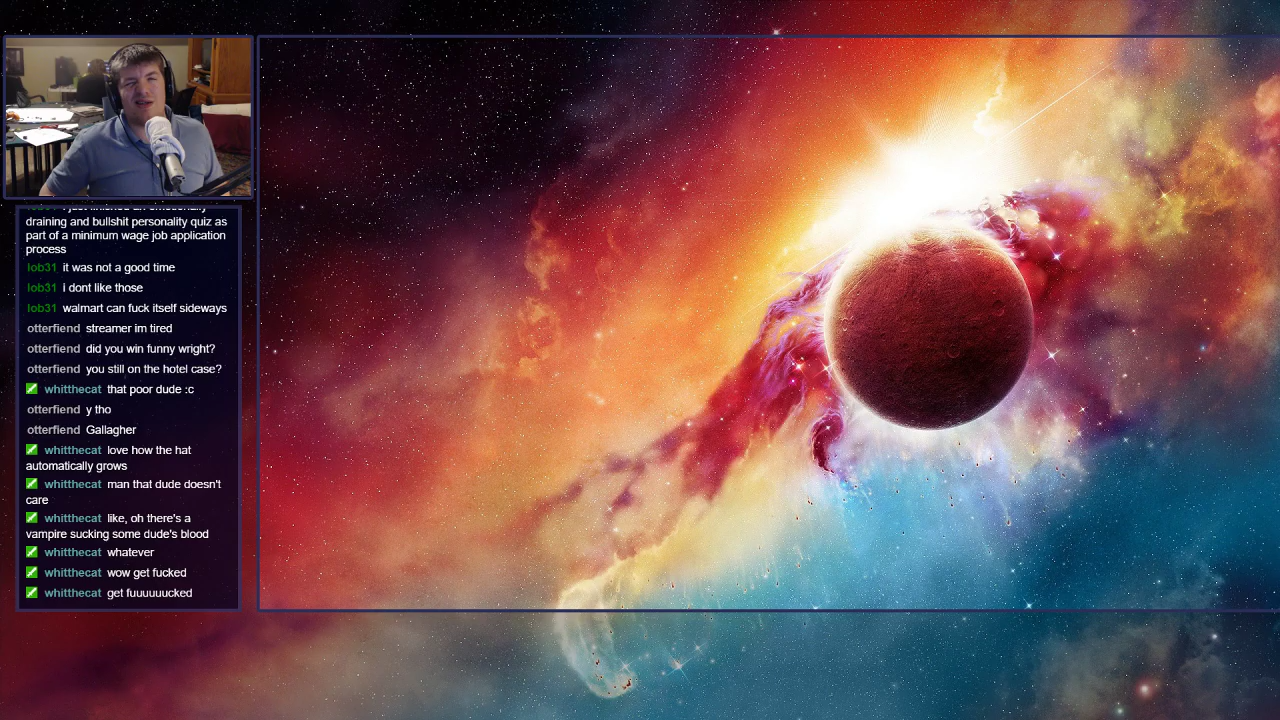 draining and bullshit personality quiz as
part of a minimum wage job application
process
lob31 it was not a good time
lob31 i dont like those
lob31 walmart can fuck itself sideways
otterfiend streamer im tired
otterfiend did you win funny wright?
otterfiend you still on the hotel case?
whitthecat that poor dude :c
otterfiend y tho
otterfiend Gallagher
whitthecat love how the hat
automatically grows
whitthecat man that dude doesn't
care
whitthecat like, oh there's a
vampire sucking some dude's blood
whitthecat whatever
whitthecat wow get fucked
whitthecat get fuuuuuucked